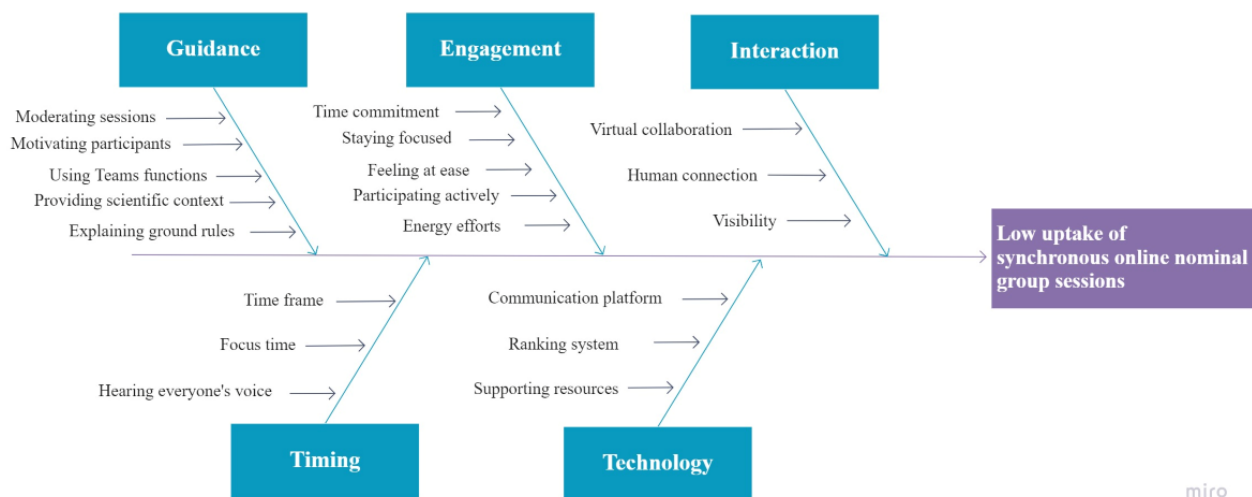 Guidance
Engagement
Interaction
Moderating sessions
Motivating participants
Using Teams functions
Providing scientific context
Explaining ground rules
Time commitment
Staying focused
Feeling at ease
Participating actively
Energy efforts
Virtual collaboration
Human connection
Visibility
Low uptake of
synchronous online nominal
group sessions
Time frame
Focus time
Hearing everyone's voice
Communication platform
Ranking system
Supporting resources
Timing
Technology
miro